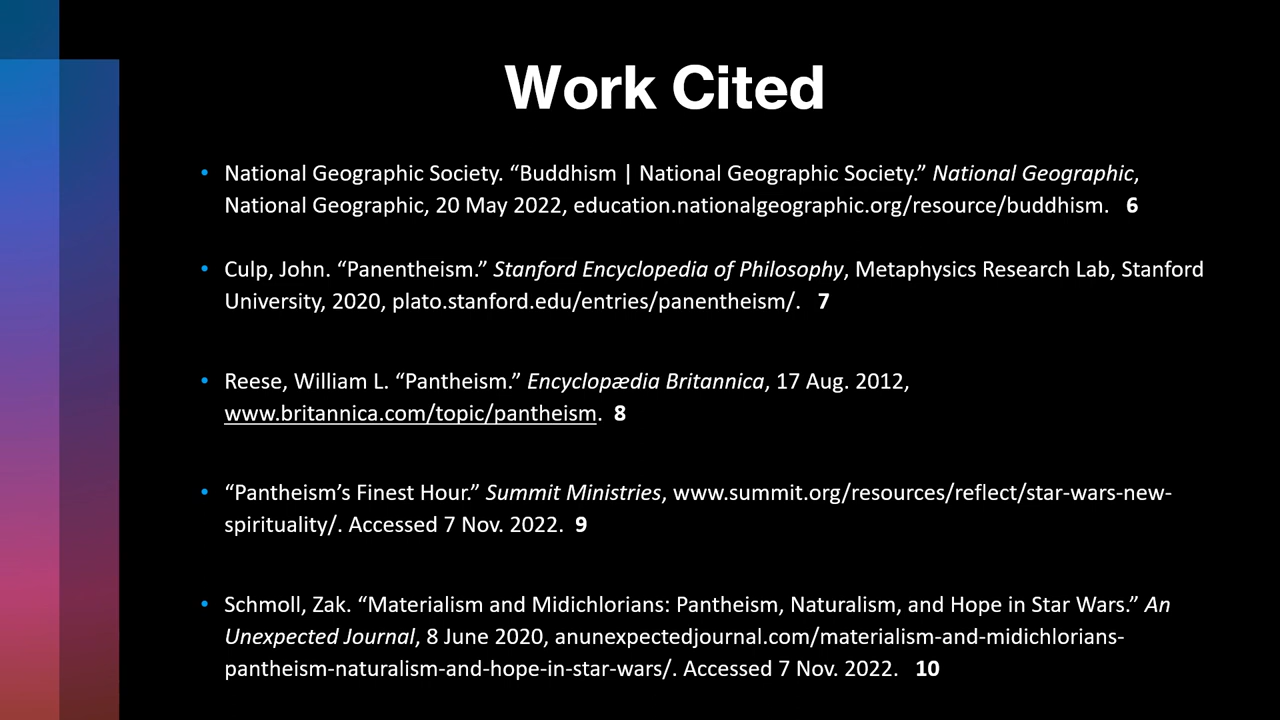 Work Cited
• National Geographic Society. “Buddhism | National Geographic Society.” National Geographic,
National Geographic, 20 May 2022, education.nationalgeographic.org/resource/buddhism. 6
• Culp, John. “Panentheism.” Stanford Encyclopedia of Philosophy, Metaphysics Research Lab, Stanford
University, 2020, plato.stanford.edu/entries/panentheism/. 7
• Reese, William L. “Pantheism.” Encyclopædia Britannica, 17 Aug. 2012,
www.britannica.com/topic/pantheism. 8
• “Pantheism’s Finest Hour.” Summit Ministries, www.summit.org/resources/reflect/star-wars-new-
spirituality/. Accessed 7 Nov. 2022. 9
• Schmoll, Zak. “Materialism and Midichlorians: Pantheism, Naturalism, and Hope in Star Wars.” An
Unexpected Journal, 8 June 2020, anunexpectedjournal.com/materialism-and-midichlorians-
pantheism-naturalism-and-hope-in-star-wars/. Accessed 7 Nov. 2022. 10